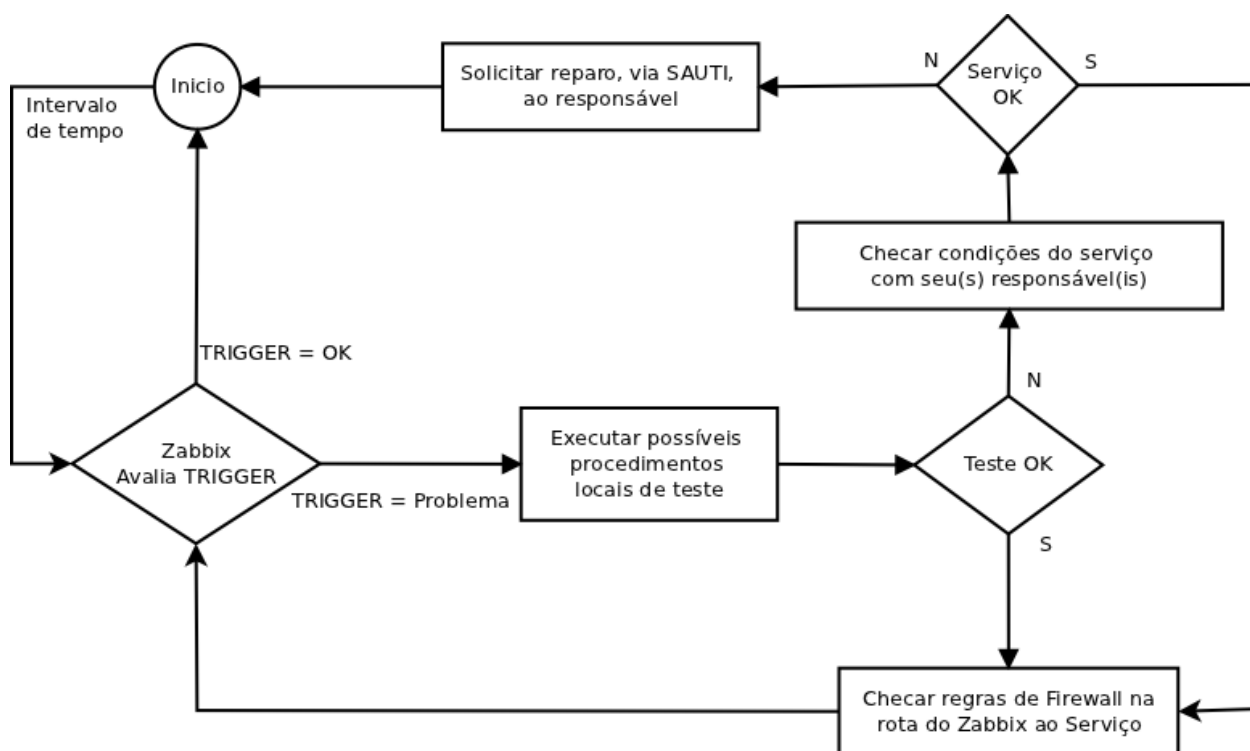 Inicio
Solicitar reparo, via SAUTI,
ao responsável
N
Serviço
OK
S
Intervalo
de tempo
Checar condições do serviço
com seu(s) responsável(is)
TRIGGER = OK
N
Zabbix
Avalia TRIGGER
TRIGGER = Problema
Executar possíveis
procedimentos
locais de teste
Teste OK
S
Checar regras de Firewall na
rota do Zabbix ao Serviço